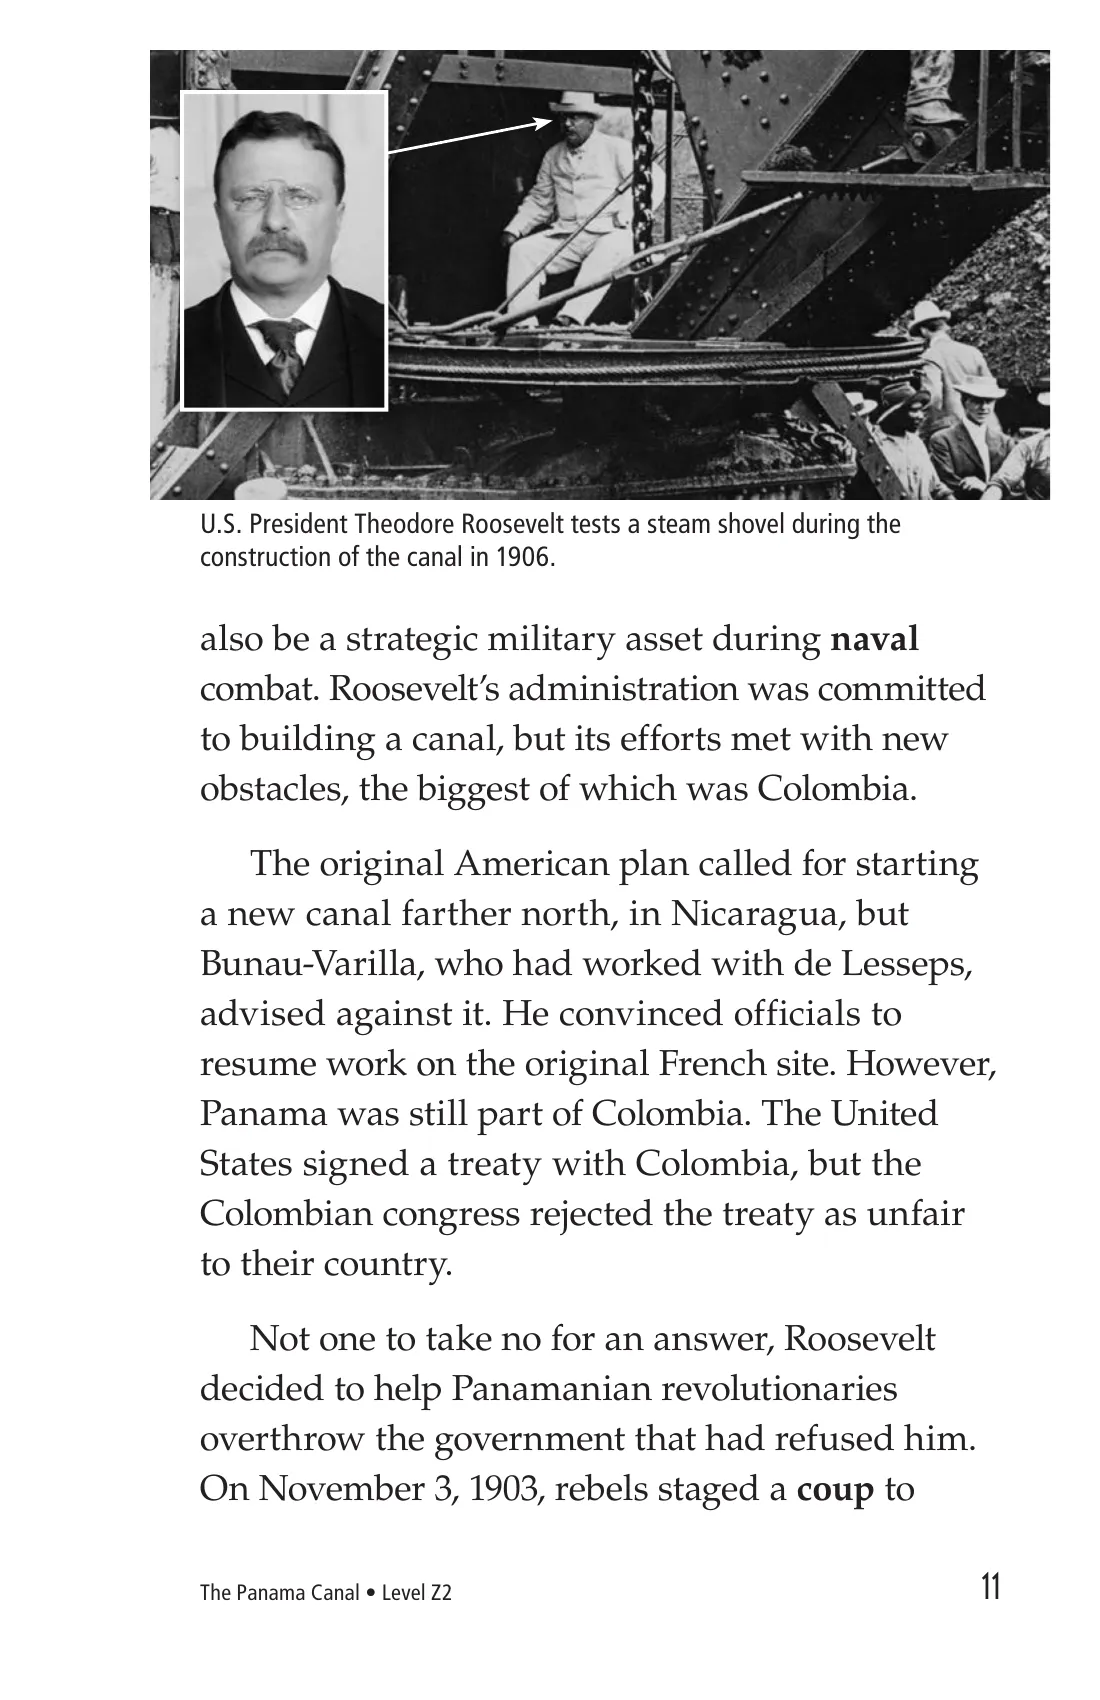 U.S. President Theodore Roosevelt tests a steam shovel during the
construction of the canal in 1906.
also be a strategic military asset during naval
combat. Roosevelt’s administration was committed
to building a canal, but its efforts met with new
obstacles, the biggest of which was Colombia.
The original American plan called for starting
a new canal farther north, in Nicaragua, but
Bunau-Varilla, who had worked with de Lesseps,
advised against it. He convinced officials to
resume work on the original French site. However,
Panama was still part of Colombia. The United
States signed a treaty with Colombia, but the
Colombian congress rejected the treaty as unfair
to their country.
Not one to take no for an answer, Roosevelt
decided to help Panamanian revolutionaries
overthrow the government that had refused him.
On November 3, 1903, rebels staged a coup to
The Panama Canal • Level Z2
11